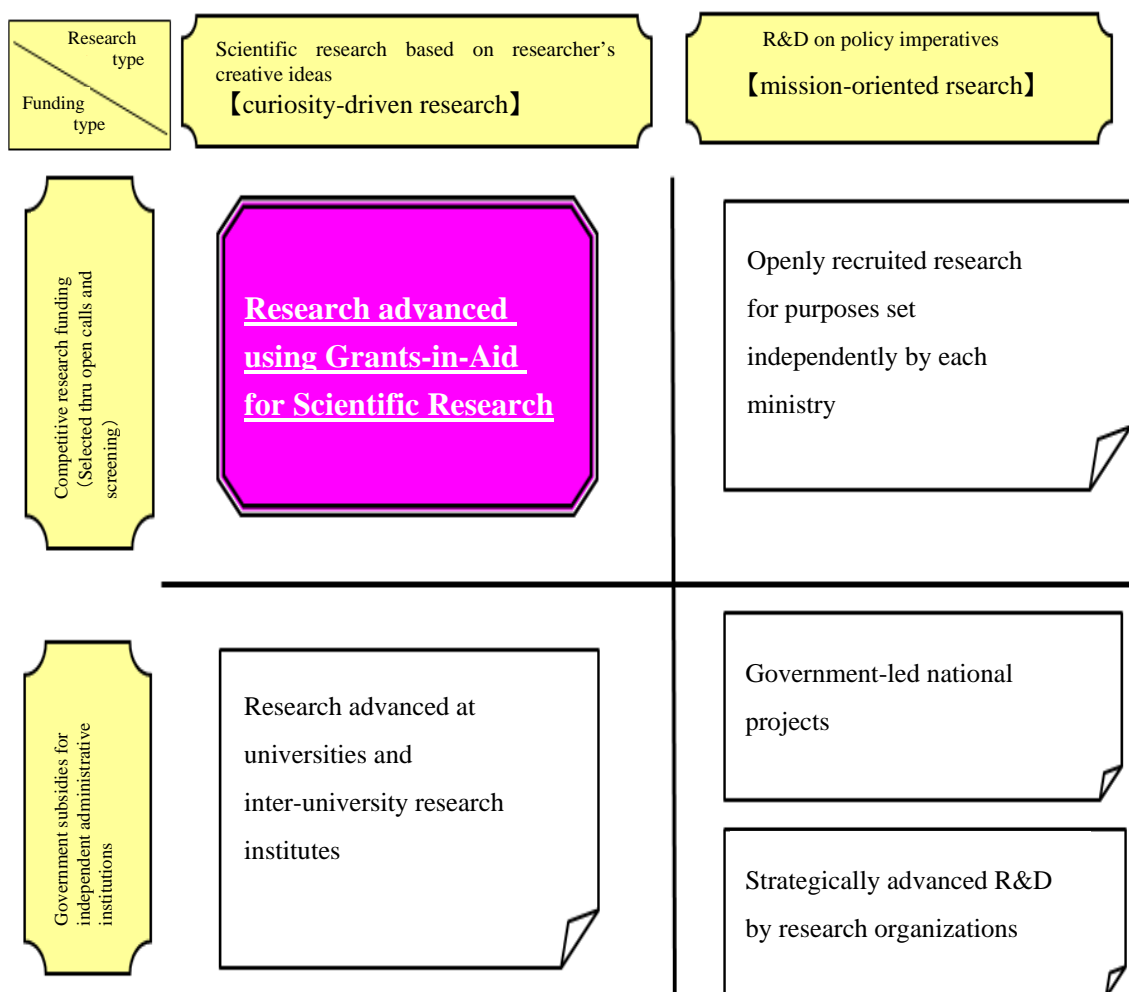 Research
type
Funding
type
Scientific research based on researcher's
creative ideas
【curiosity-driven research】
R&D on policy imperatives
【mission-oriented rsearch】
Competitive research funding
（Selected thru open calls and
screening）
Research advanced
using Grants-in-Aid
for Scientific Research
Openly recruited research
for purposes set
independently by each
ministry
Government subsidies for
independent administrative
institutions
Research advanced at
universities and
inter-university research
institutes
Government-led national
projects
Strategically advanced R&D
by research organizations